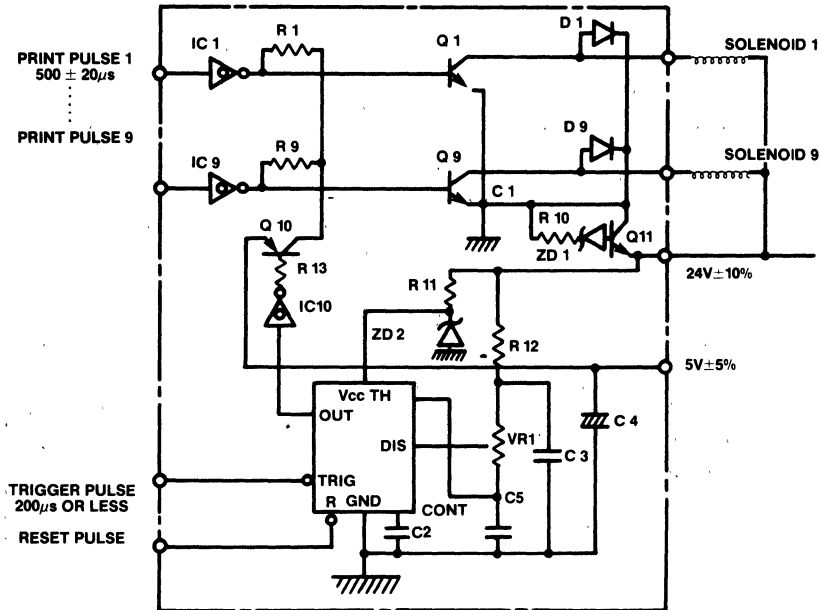 D 1
R 1
IC 1
Q 1
SOLENOID 1
PRINT PULSE 1
500 ± 20μs
D 9
PRINT PULSE 9
R 9
IC 9
Q 9
SOLENOID 9
C 1
Q 10
R 10
Q11
ZD 1
R 13
24V±10%
R 11
IC10
ZD 2
R 12
5V±5%
Vcc TH
OUT
C 4
DIS
VR1
C 3
TRIG
TRIGGER PULSE
200μs OR LESS
R GND
CONT
C5
C2
RESET PULSE